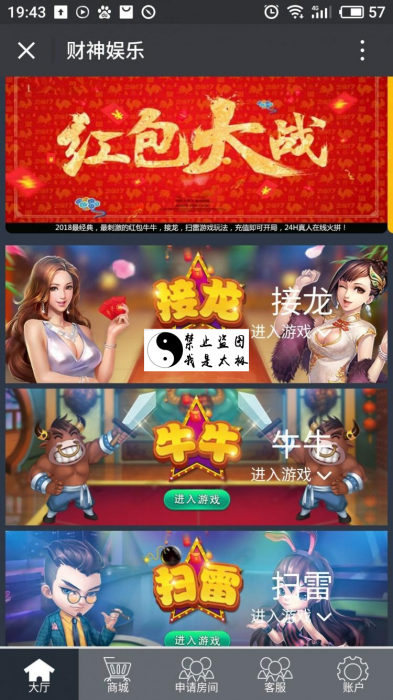 19:43
4G
57
财神娱乐
红包大战
2018最经典，最刺激的红包牛牛，接龙，扫雷游戏玩法，充值即可开局，24H真人在线火拼！
接龙
接龙
进入游戏
禁止盗图
我是太极
牛牛
牛牛
进入游戏
进入游戏
扫雷
扫雷
进入游戏
大厅
商城
申请房间
客服
账户